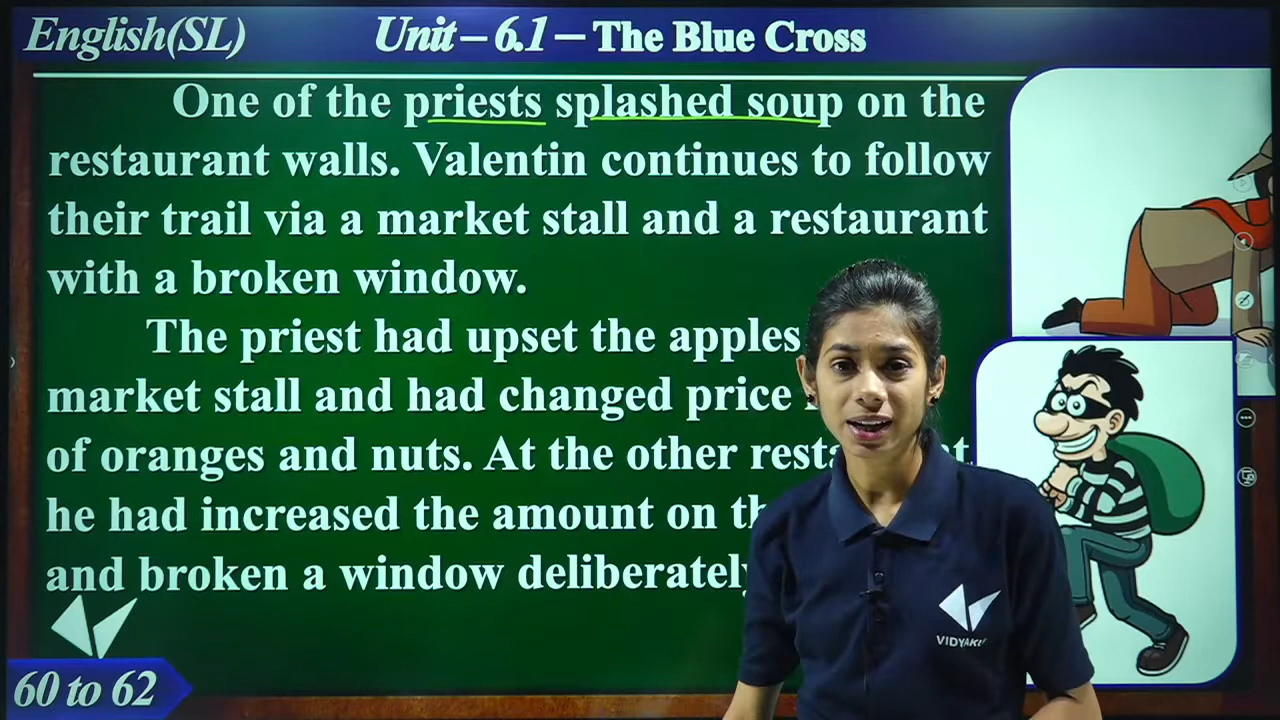 English(SL)
Unit – 6.1 – The Blue Cross
One of the priests splashed soup on the
restaurant walls. Valentin continues to follow
their trail via a market stall and a restaurant
with a broken window.
The priest had upset the apples
market stall and had changed price
of oranges and nuts. At the other
he had increased the amount on
and broken a window deliberately
60 to 62